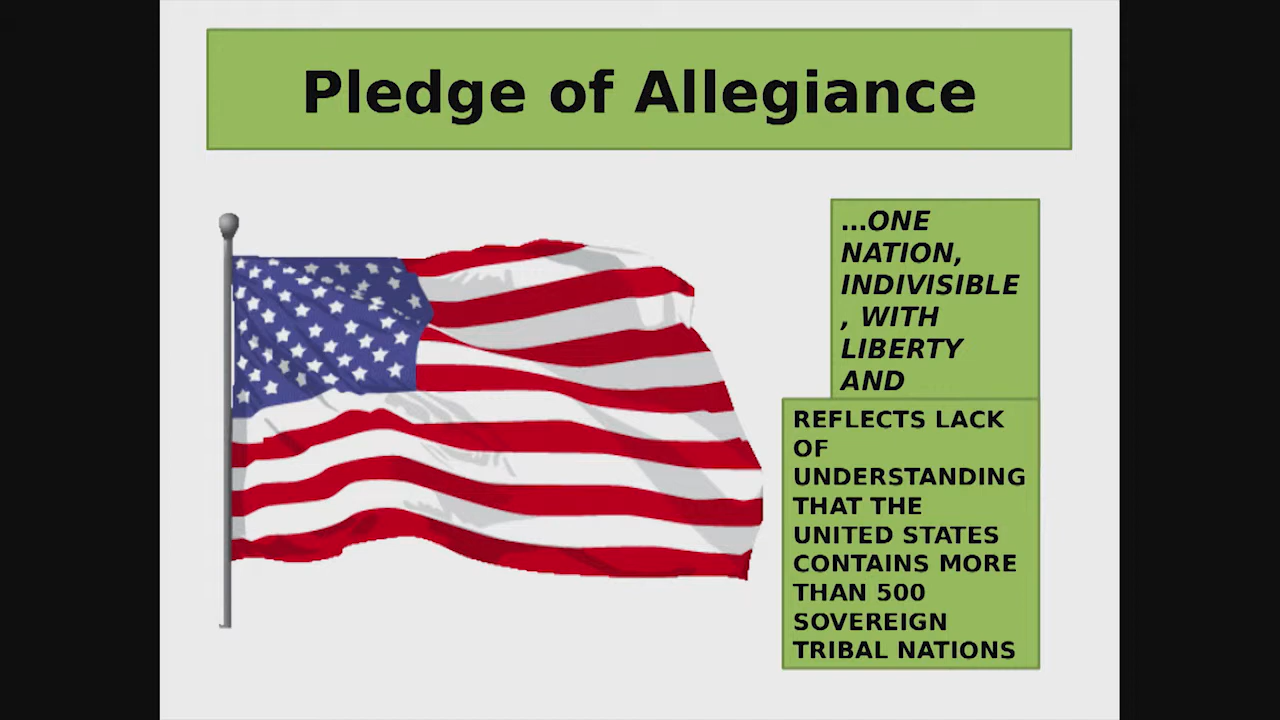 Pledge of Allegiance
...ONE
NATION,
INDIVISIBLE
, WITH
LIBERTY
AND
REFLECTS LACK
OF
UNDERSTANDING
THAT THE
UNITED STATES
CONTAINS MORE
THAN 500
SOVEREIGN
TRIBAL NATIONS